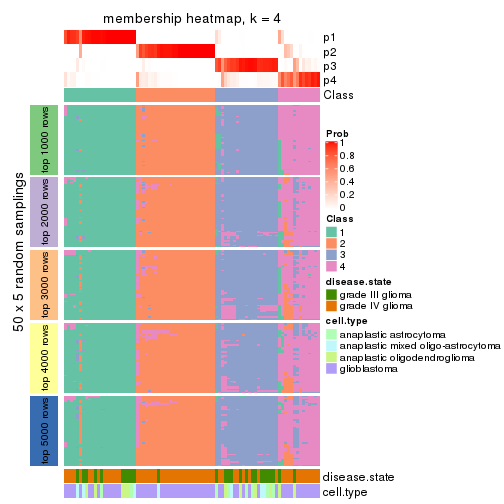 membership heatmap, k = 4
p1
p2
p3
p4
Class
50 x 5 random samplings
top 1000 rows
top 2000 rows
top 3000 rows
top 4000 rows
top 5000 rows
Prob
1
0.8
0.6
0.4
0.2
0
Class
1
2
3
4
disease.state
grade III glioma
grade IV glioma
cell.type
anaplastic astrocytoma
anaplastic mixed oligo-astrocytoma
anaplastic oligodendroglioma
glioblastoma
disease.state
cell.type